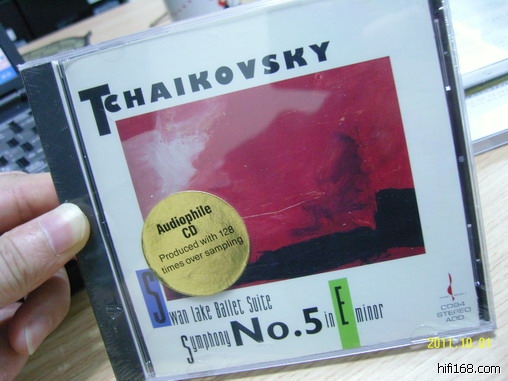 TCHAIKOVSKY
Audiophile
CD
Produced with 128
times over sampling
Swan Lake Ballet Suite
Symphony No.5 in E minor
CD94
STEREO
ADD
2011.10.01
hifi168.com